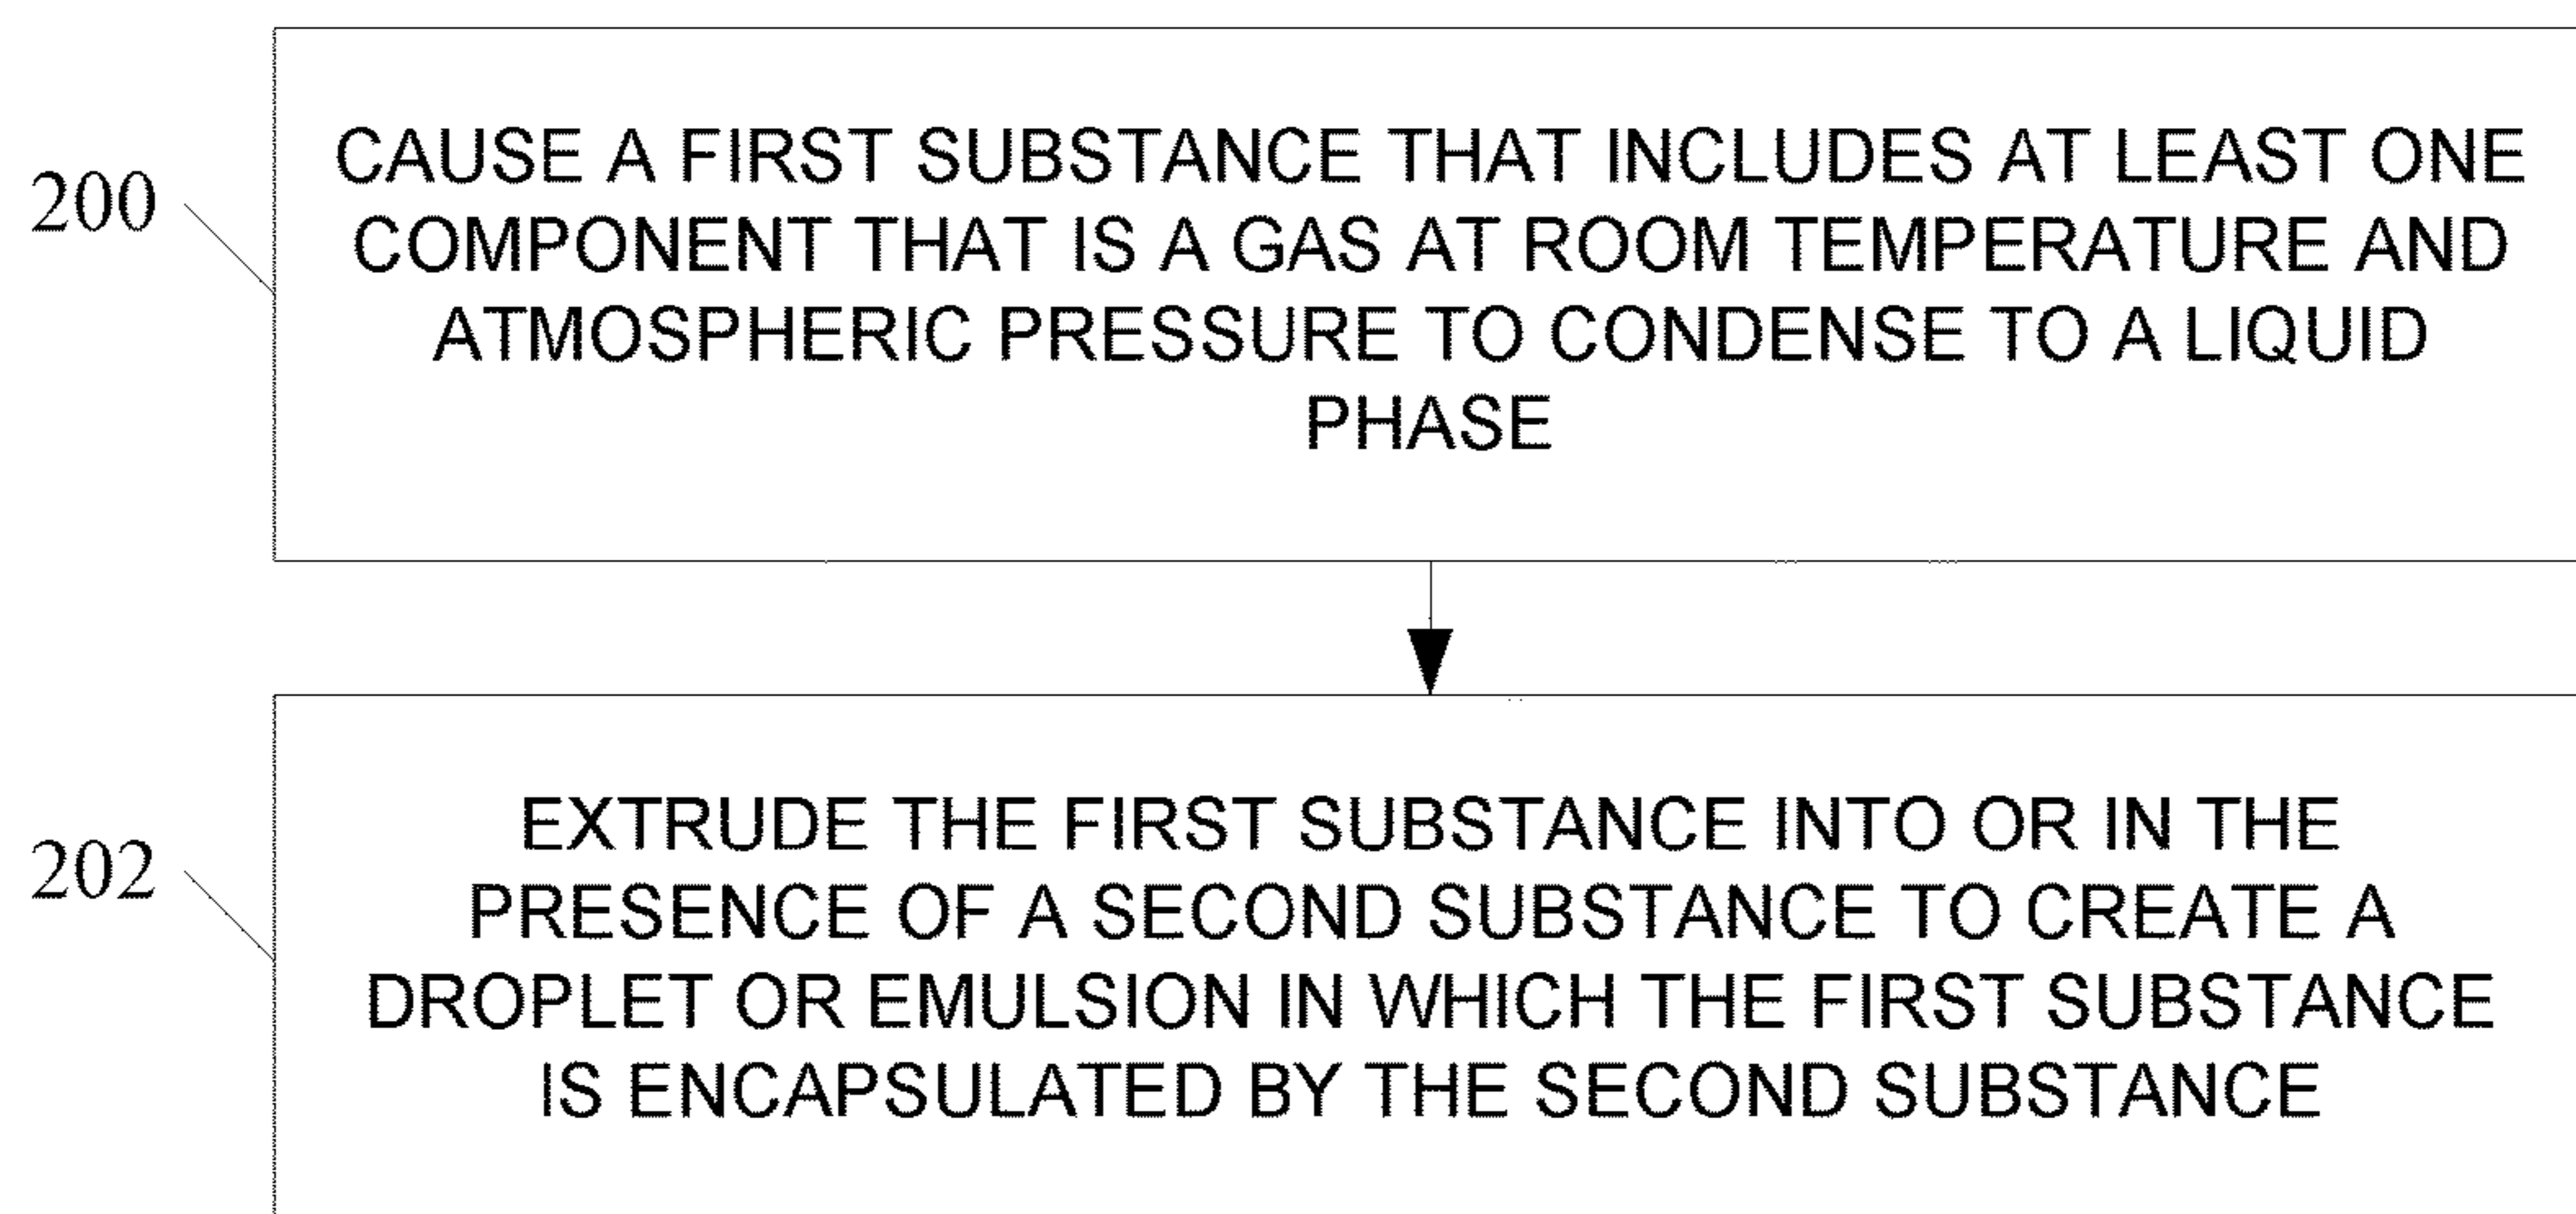 200
CAUSE A FIRST SUBSTANCE THAT INCLUDES AT LEAST ONE
COMPONENT THAT IS A GAS AT ROOM TEMPERATURE AND
ATMOSPHERIC PRESSURE TO CONDENSE TO A LIQUID
PHASE
202
EXTRUDE THE FIRST SUBSTANCE INTO OR IN THE
PRESENCE OF A SECOND SUBSTANCE TO CREATE A
DROPLET OR EMULSION IN WHICH THE FIRST SUBSTANCE
IS ENCAPSULATED BY THE SECOND SUBSTANCE